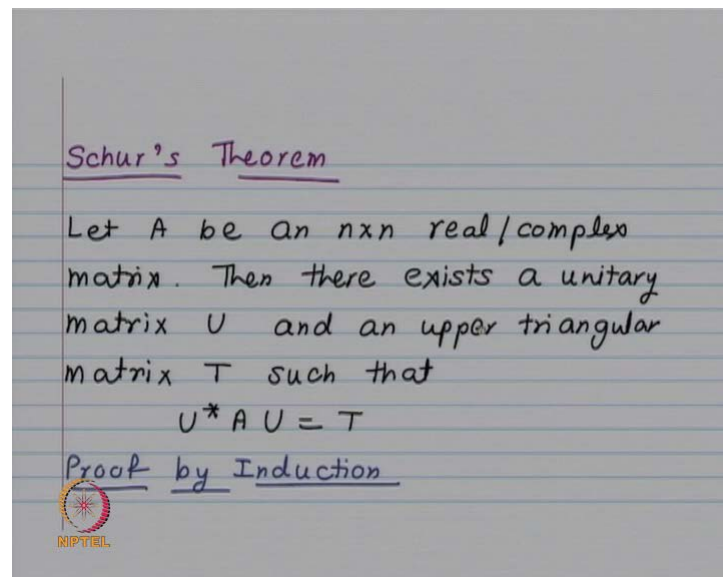 Schur's Theorem
Let A be an nxn real/complex
matrix. Then there exists a unitary
matrix U and an upper triangular
matrix T such that
U* A U = T
Proof by Induction
NPTEL